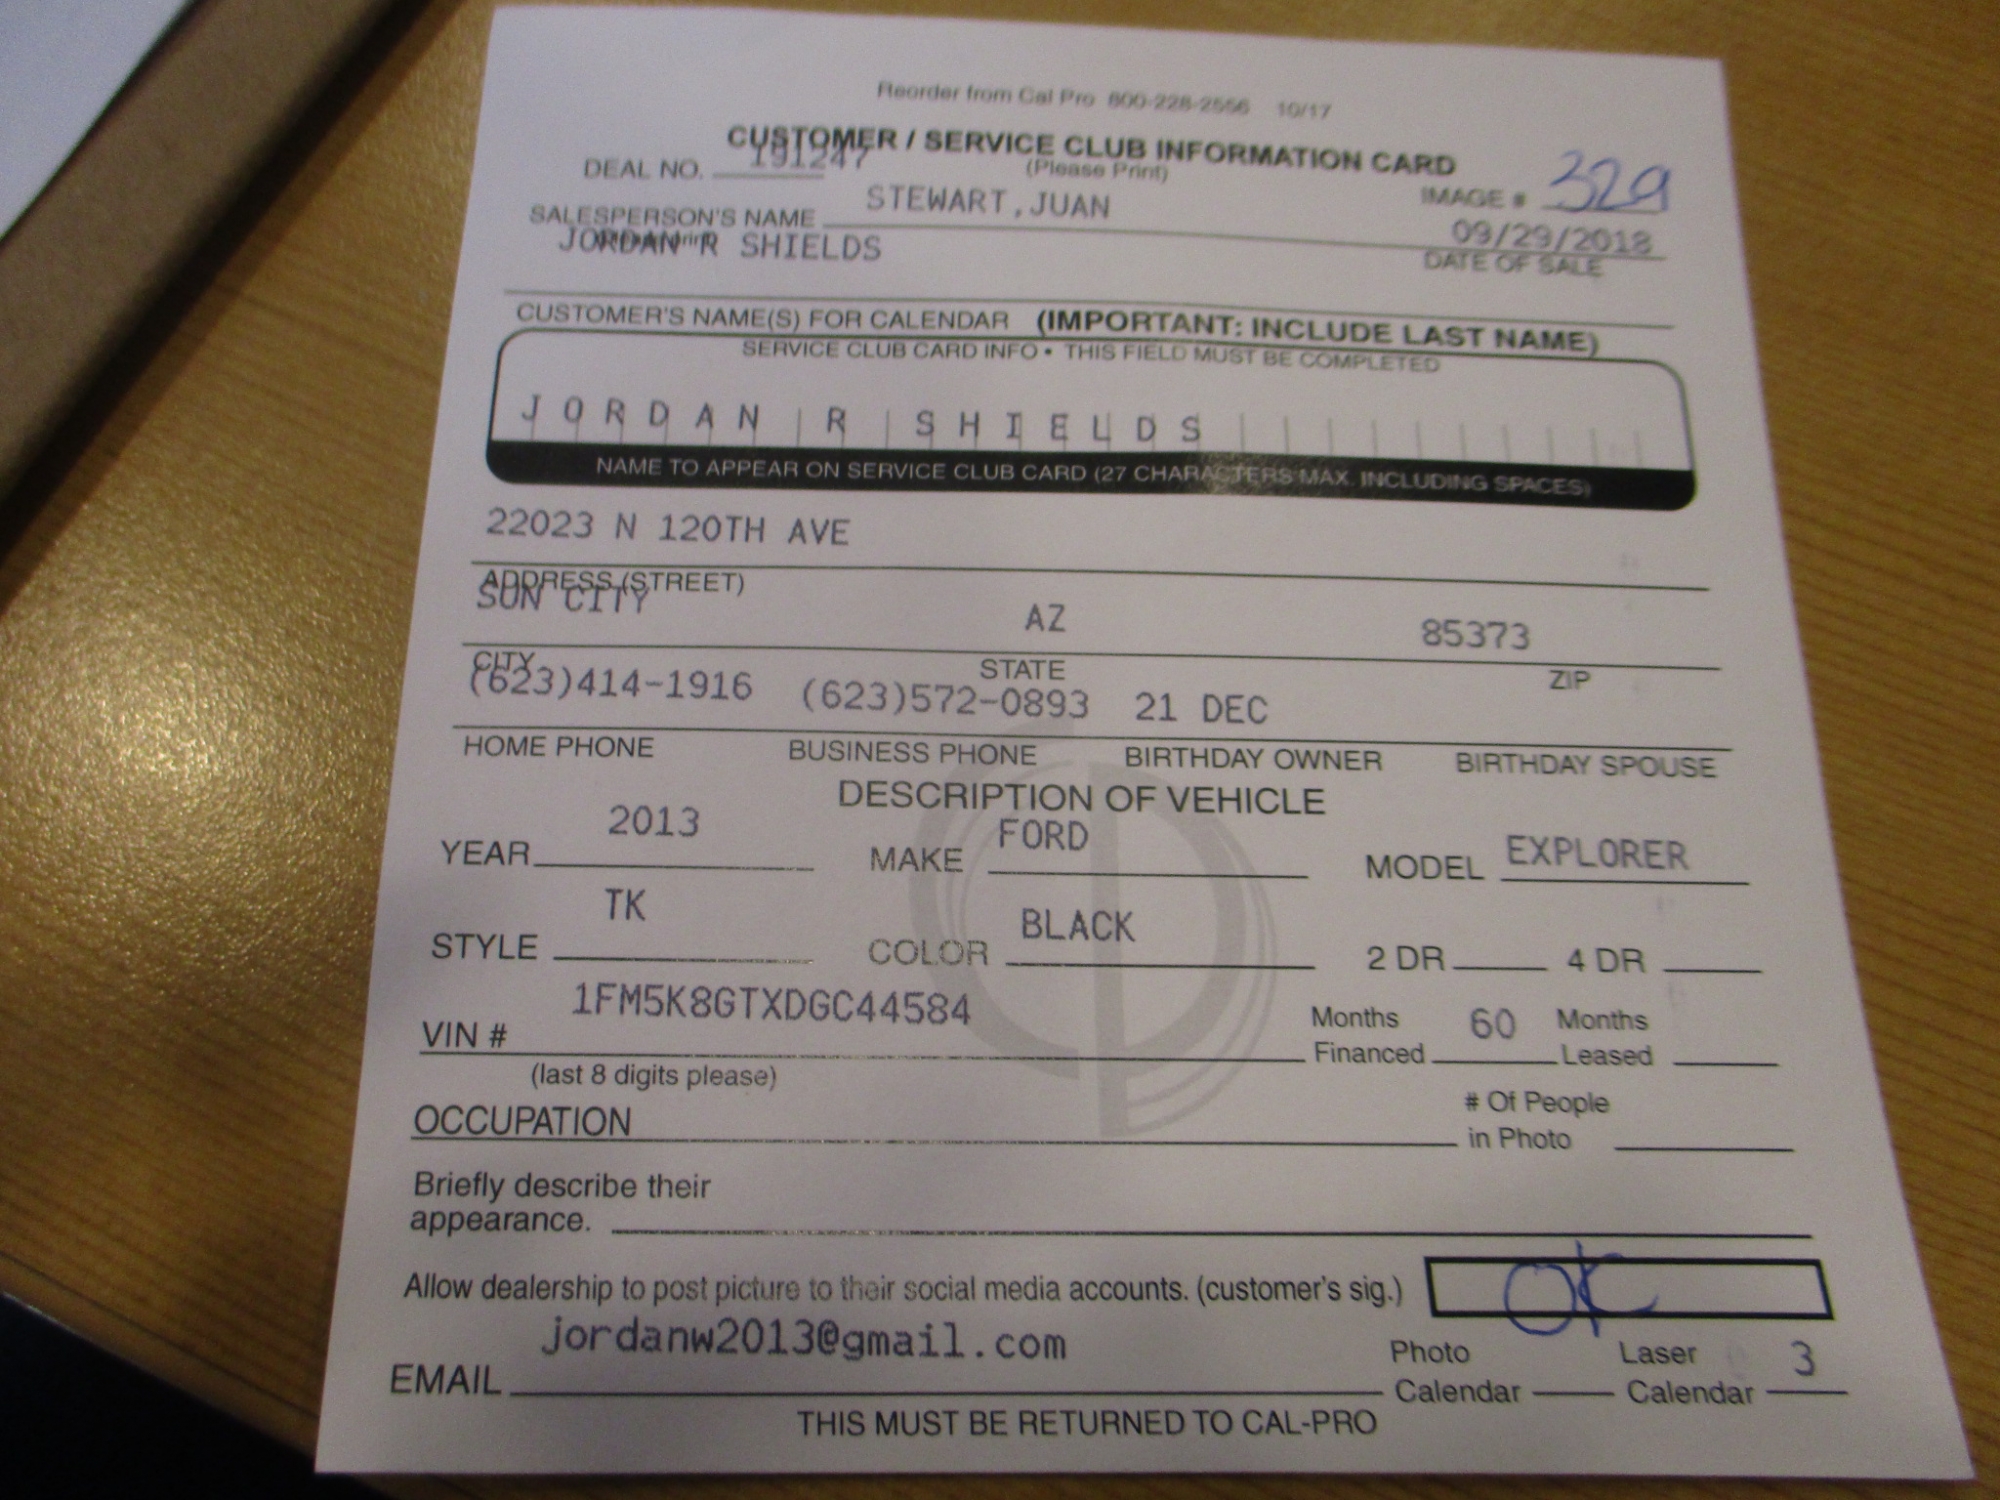 Reorder from Cal Pro 800-228-2556 10/17
CUSTOMER / SERVICE CLUB INFORMATION CARD
DEAL NO. 191247 (Please Print)
IMAGE # 329
SALESPERSON'S NAME STEWART,JUAN
09/29/2018
JORDAN R SHIELDS
DATE OF SALE
CUSTOMER'S NAME(S) FOR CALENDAR (IMPORTANT: INCLUDE LAST NAME)
SERVICE CLUB CARD INFO • THIS FIELD MUST BE COMPLETED
JORDAN R SHIELDS
NAME TO APPEAR ON SERVICE CLUB CARD (27 CHARACTERS MAX. INCLUDING SPACES)
22023 N 120TH AVE
ADDRESS (STREET)
SUN CITY AZ 85373
CITY STATE ZIP
(623)414-1916 (623)572-0893 21 DEC
HOME PHONE BUSINESS PHONE BIRTHDAY OWNER BIRTHDAY SPOUSE
DESCRIPTION OF VEHICLE
YEAR 2013 MAKE FORD MODEL EXPLORER
STYLE TK COLOR BLACK 2 DR 4 DR
VIN # 1FM5K8GTXDGC44584 Months Financed 60 Months Leased
(last 8 digits please)
OCCUPATION # Of People in Photo
Briefly describe their
appearance.
Allow dealership to post picture to their social media accounts. (customer's sig.) OK
EMAIL jordanw2013@gmail.com Photo Calendar Laser Calendar 3
THIS MUST BE RETURNED TO CAL-PRO